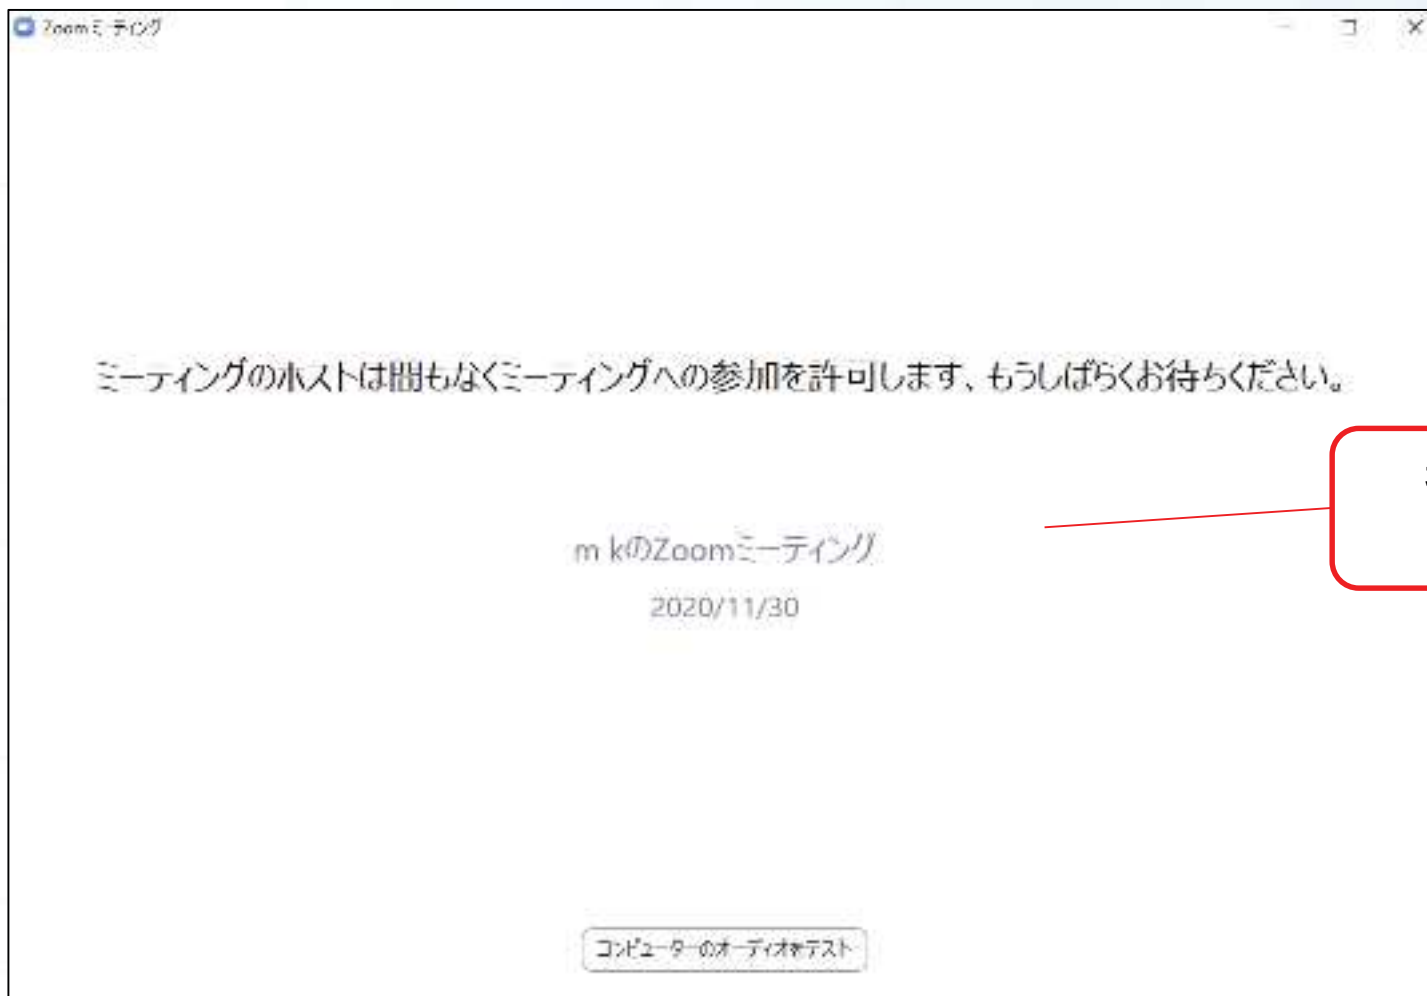 Zoomミーティング
ミーティングのホストは間もなくミーティングへの参加を許可します、もうしばらくお待ちください。
m kのZoomミーティング
2020/11/30
コンピューターのオーディオをテスト